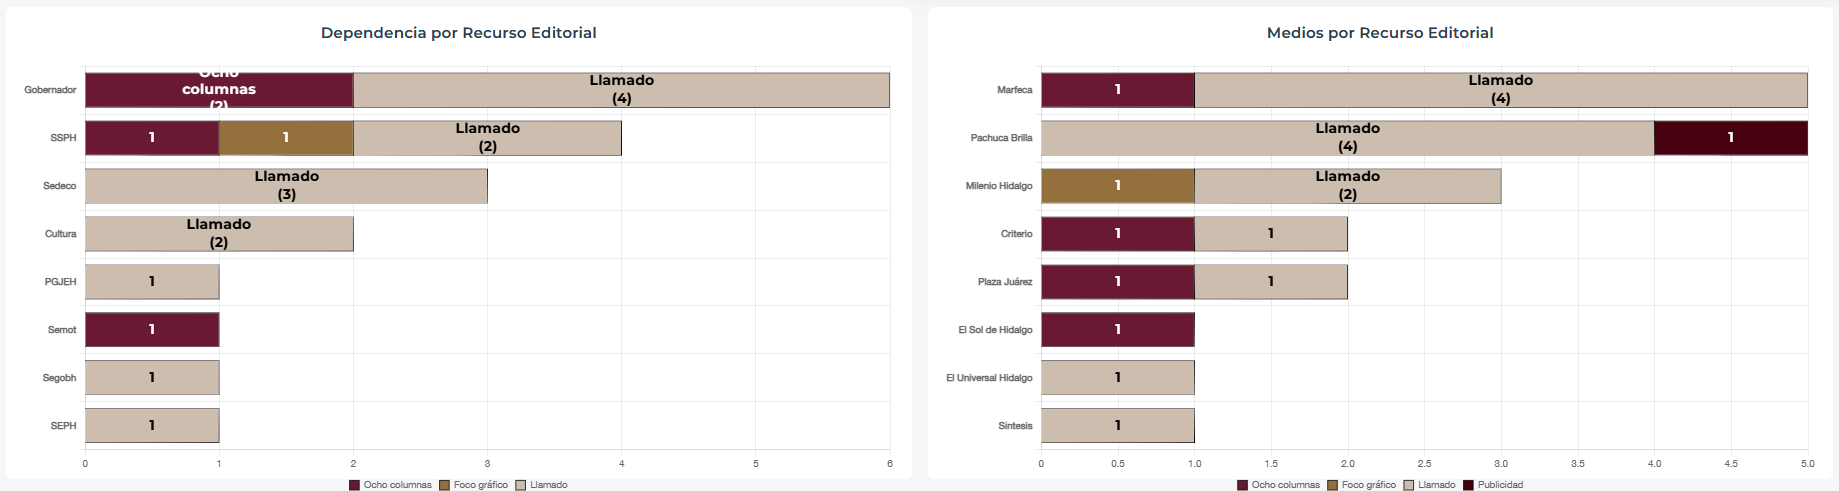 Dependencia por Recurso Editorial
Gobernador
Ocho
columnas
(2)
Llamado
(4)
SSPH
1
1
Llamado
(2)
Sedeco
Llamado
(3)
Cultura
Llamado
(2)
PGJEH
1
Semot
1
Segobh
1
SEPH
1
0 1 2 3 4 5 6
Ocho columnas Foco gráfico Llamado
Medios por Recurso Editorial
Marfeca
1
Llamado
(4)
Pachuca Brilla
Llamado
(4)
1
Milenio Hidalgo
1
Llamado
(2)
Criterio
1
1
Plaza Juárez
1
1
El Sol de Hidalgo
1
El Universal Hidalgo
1
Síntesis
1
0 0.5 1.0 1.5 2.0 2.5 3.0 3.5 4.0 4.5 5.0
Ocho columnas Foco gráfico Llamado Publicidad